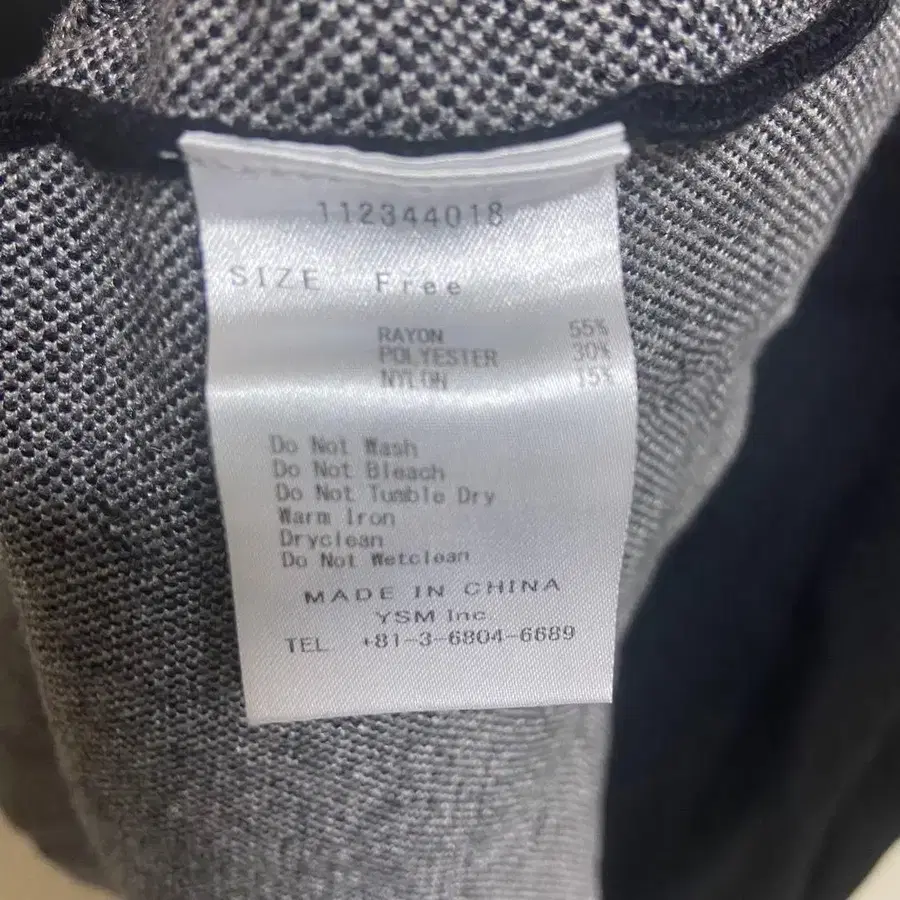 112344018
SIZE Free
RAYON 55%
POLYESTER 30%
NYLON 15%
Do Not Wash
Do Not Bleach
Do Not Tumble Dry
Warm Iron
Dryclean
Do Not Wetclean
MADE IN CHINA
YSM Inc
TEL +81-3-6804-6689